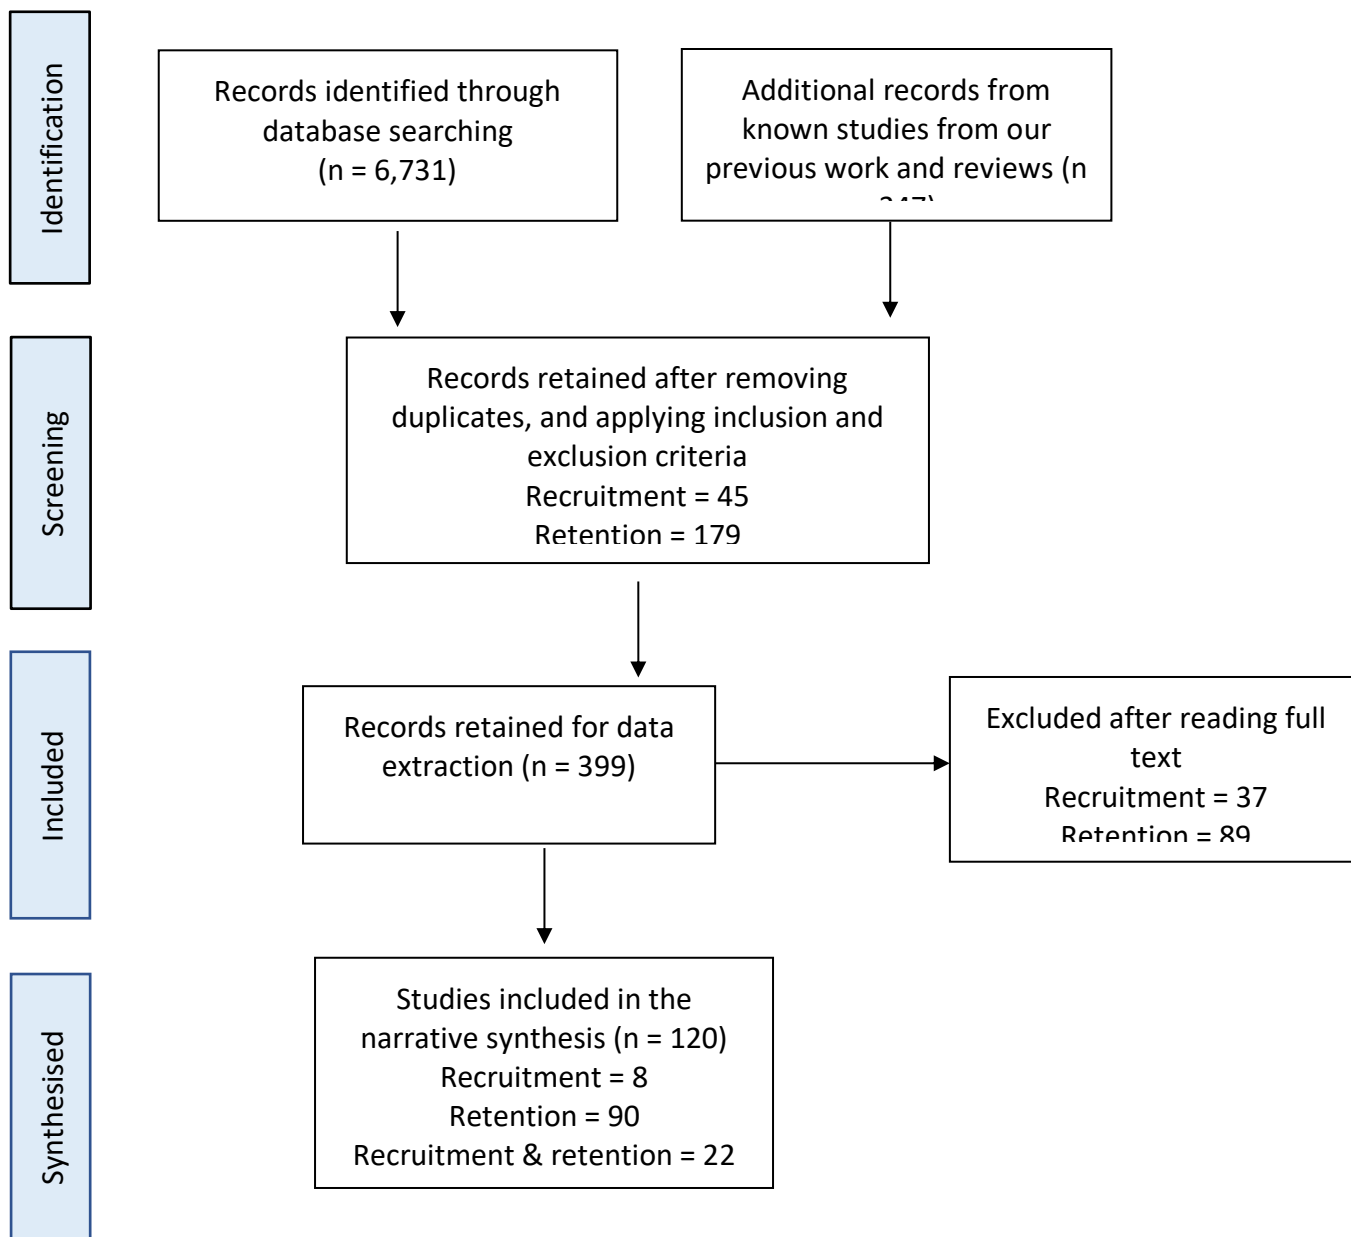 Identification
Records identified through
database searching
(n = 6,731)
Additional records from
known studies from our
previous work and reviews (n
Screening
Records retained after removing
duplicates, and applying inclusion and
exclusion criteria
Recruitment = 45
Retention = 179
Included
Records retained for data
extraction (n = 399)
Excluded after reading full
text
Recruitment = 37
Retention = 89
Synthesised
Studies included in the
narrative synthesis (n = 120)
Recruitment = 8
Retention = 90
Recruitment & retention = 22